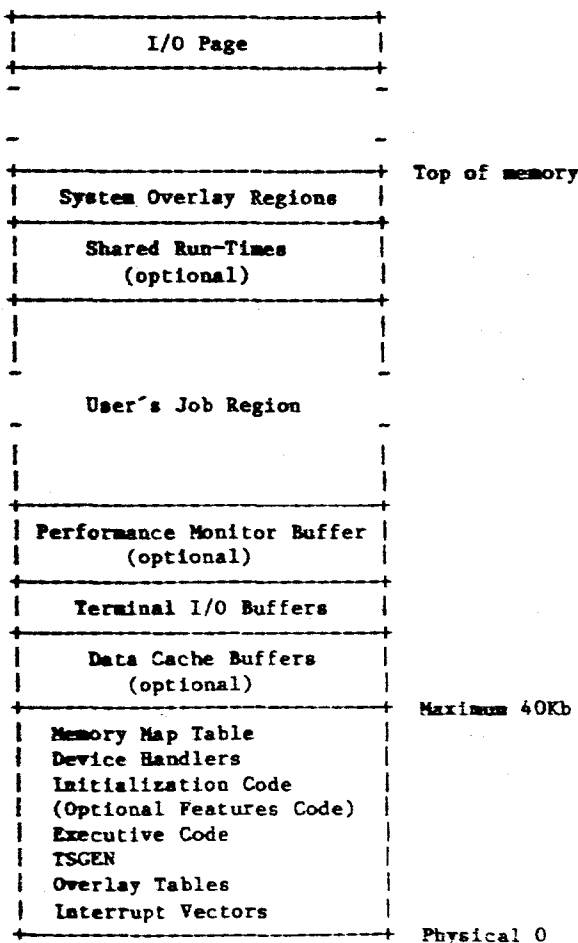 I/O Page
Top of memory
System Overlay Regions
Shared Run-Times
(optional)
User's Job Region
Performance Monitor Buffer
(optional)
Terminal I/O Buffers
Data Cache Buffers
(optional)
Maximum 40Kb
Memory Map Table
Device Handlers
Initialization Code
(Optional Features Code)
Executive Code
TSGEN
Overlay Tables
Interrupt Vectors
Physical 0